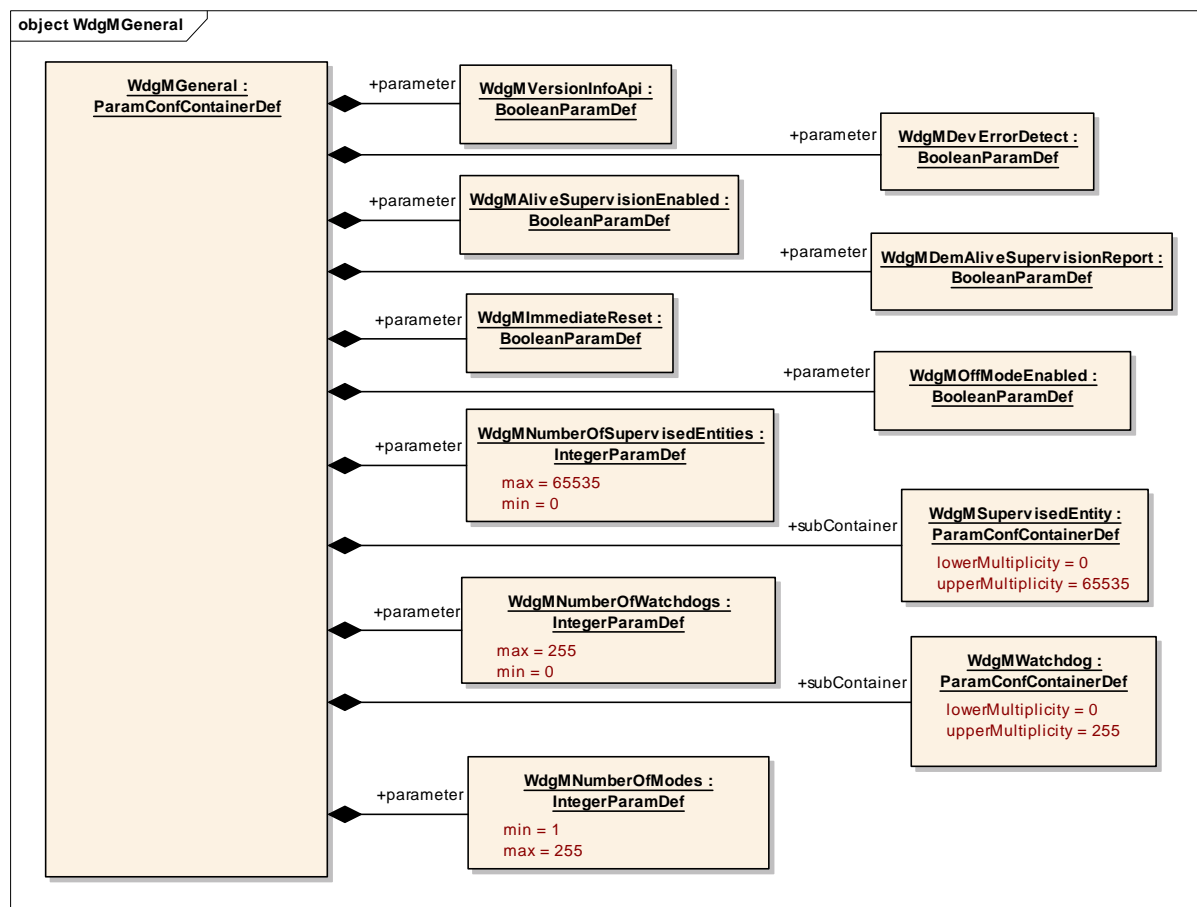 object WdgMGeneral
WdgMGeneral :
ParamConfContainerDef
+parameter
WdgMVersionInfoApi :
BooleanParamDef
+parameter
WdgMDevErrorDetect :
BooleanParamDef
+parameter
WdgMAliveSupervisionEnabled :
BooleanParamDef
+parameter
WdgMDemAliveSupervisionReport :
BooleanParamDef
+parameter
WdgMImmediateReset :
BooleanParamDef
+parameter
WdgMOffModeEnabled :
BooleanParamDef
+parameter
WdgMNumberOfSupervisedEntities :
IntegerParamDef
max = 65535
min = 0
+subContainer
WdgMSupervisedEntity :
ParamConfContainerDef
lowerMultiplicity = 0
upperMultiplicity = 65535
+parameter
WdgMNumberOfWatchdogs :
IntegerParamDef
max = 255
min = 0
+subContainer
WdgMWatchdog :
ParamConfContainerDef
lowerMultiplicity = 0
upperMultiplicity = 255
+parameter
WdgMNumberOfModes :
IntegerParamDef
min = 1
max = 255